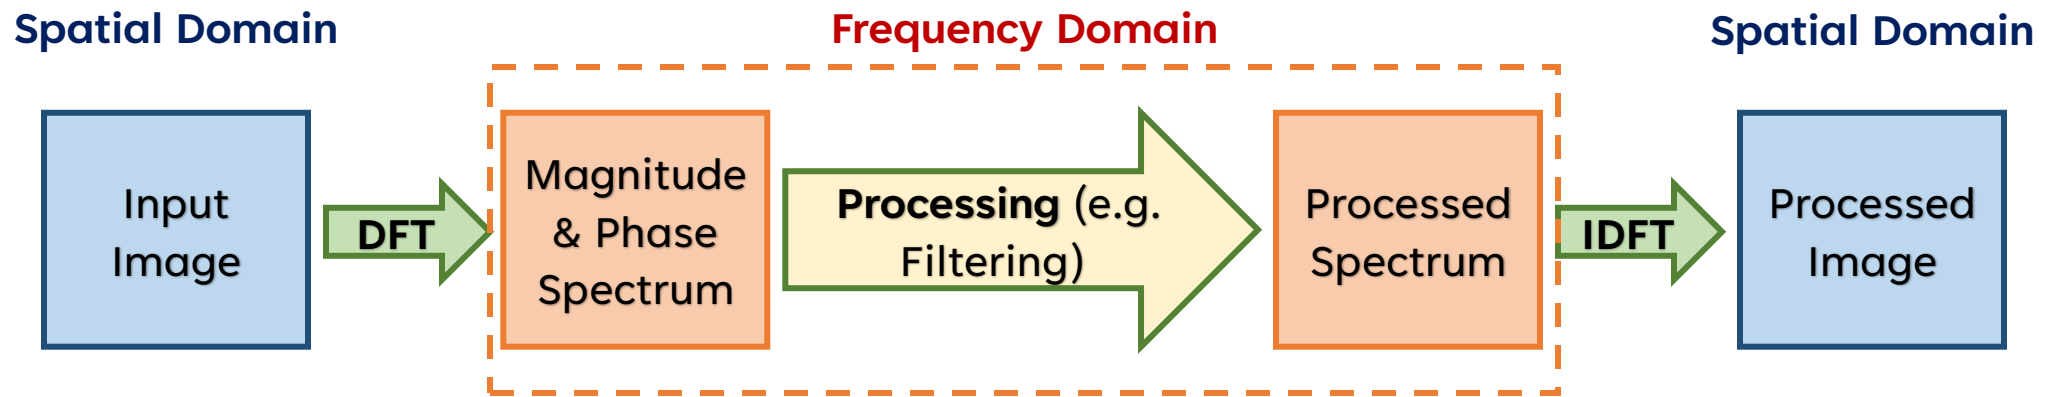 Spatial Domain
Frequency Domain
Spatial Domain
Input
Image
DFT
Magnitude
& Phase
Spectrum
Processing (e.g.
Filtering)
Processed
Spectrum
IDFT
Processed
Image